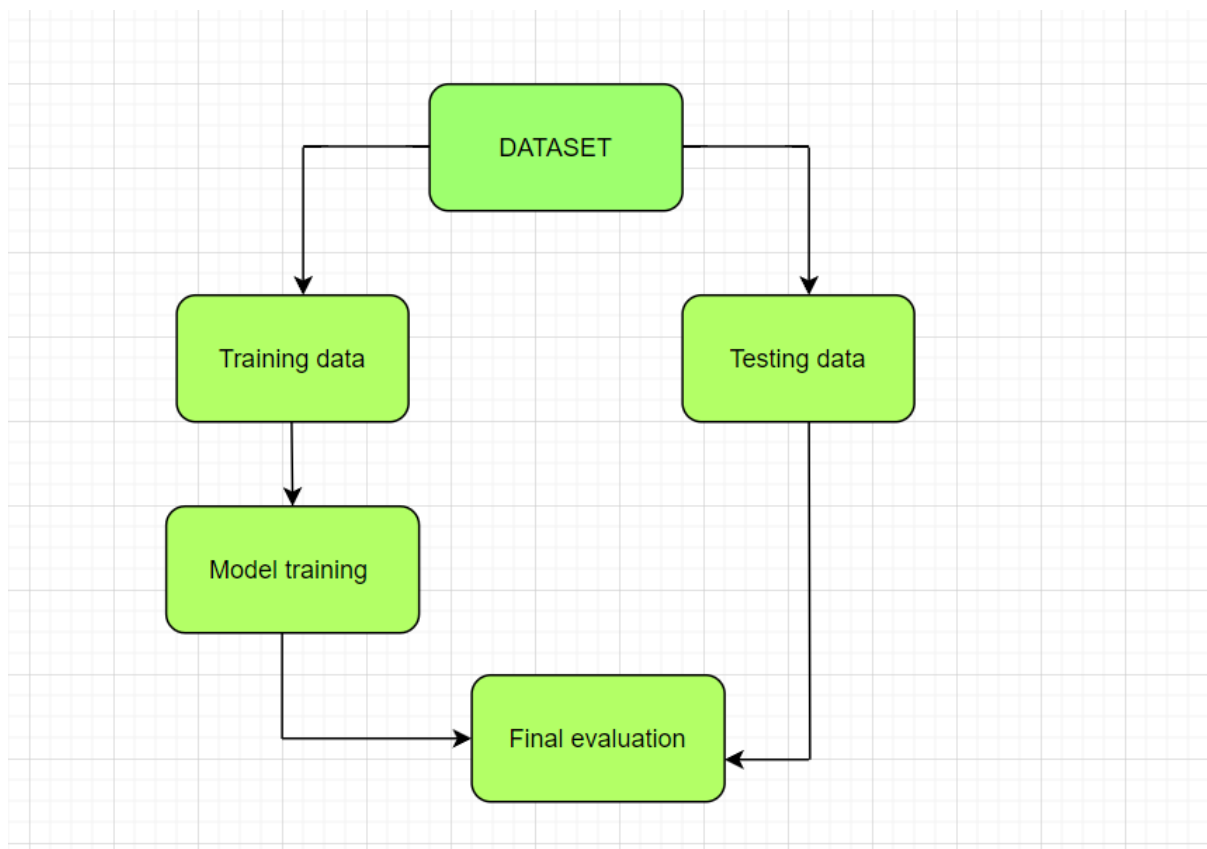 DATASET
Training data
Testing data
Model training
Final evaluation